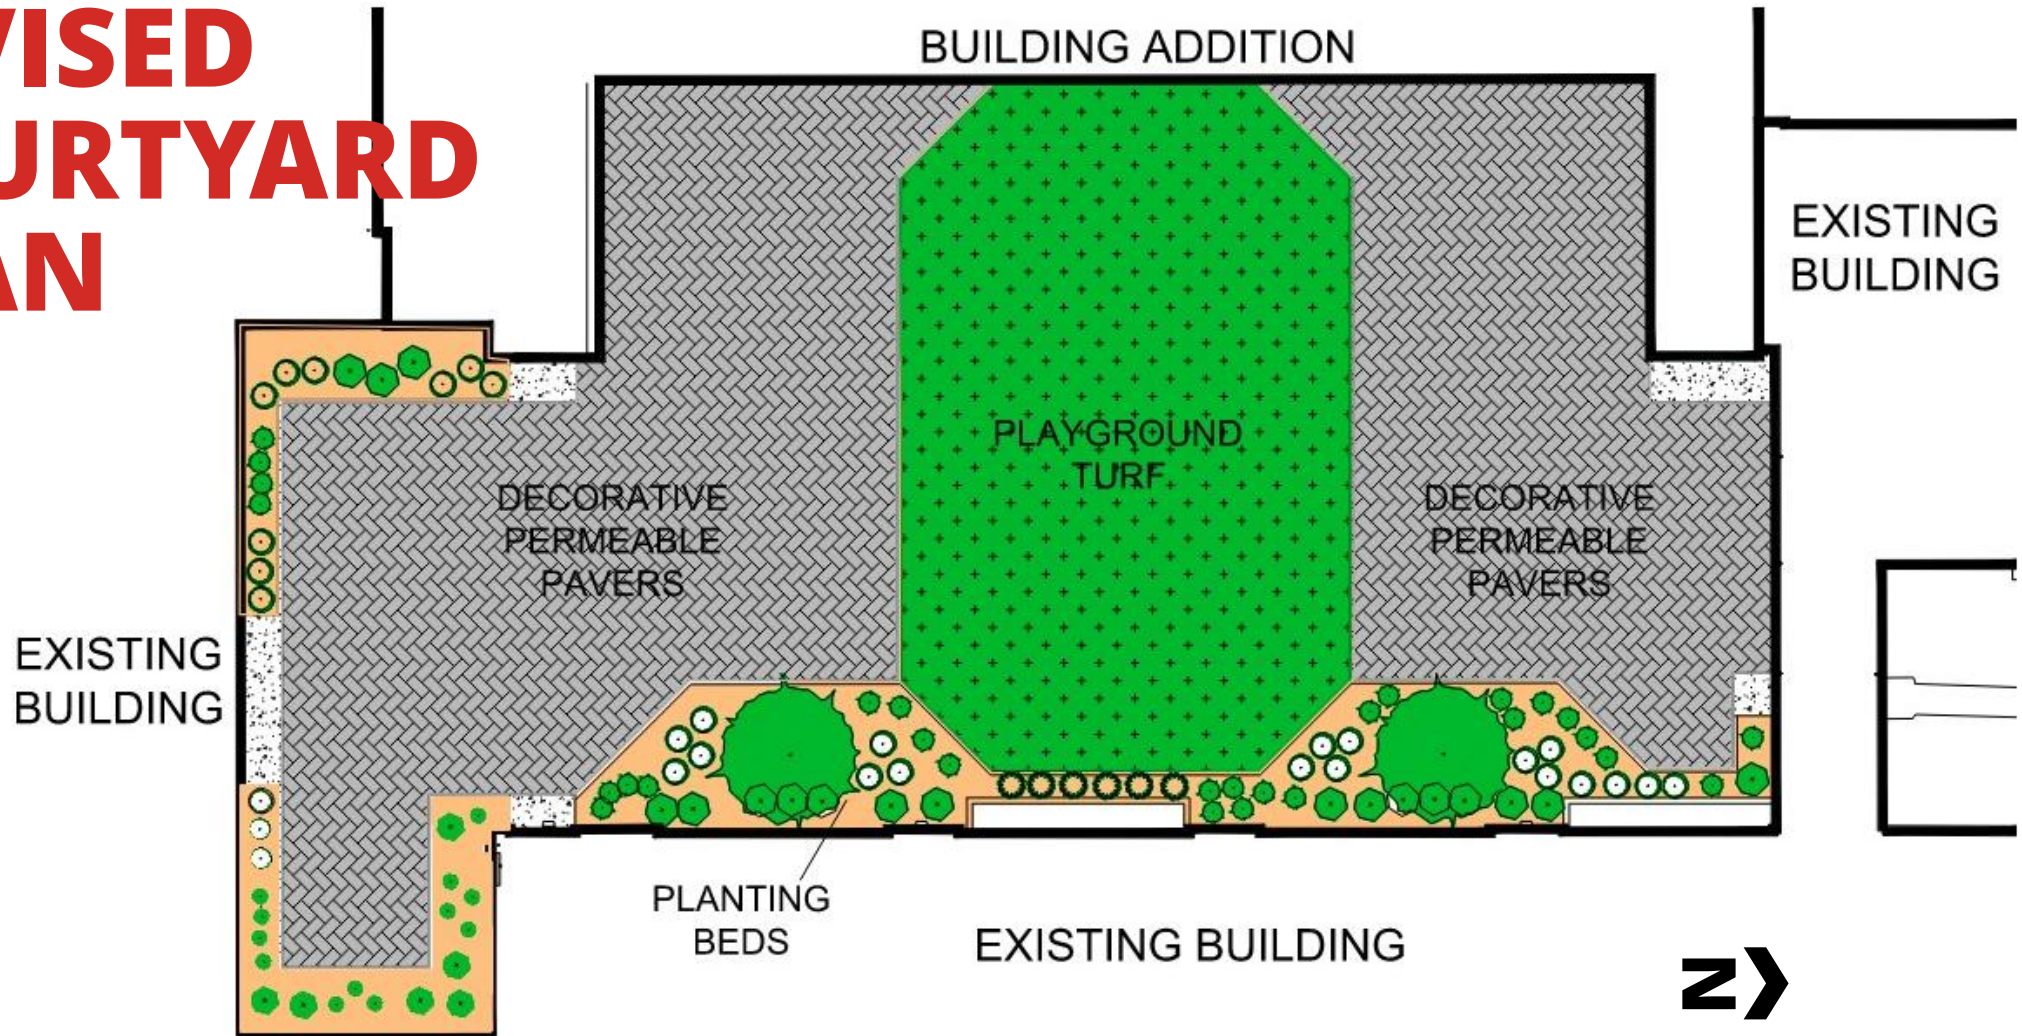 VISED
URTYARD
AN
BUILDING ADDITION
EXISTING
BUILDING
PLAYGROUND
TURF
DECORATIVE
PERMEABLE
PAVERS
DECORATIVE
PERMEABLE
PAVERS
EXISTING
BUILDING
PLANTING
BEDS
EXISTING BUILDING
N